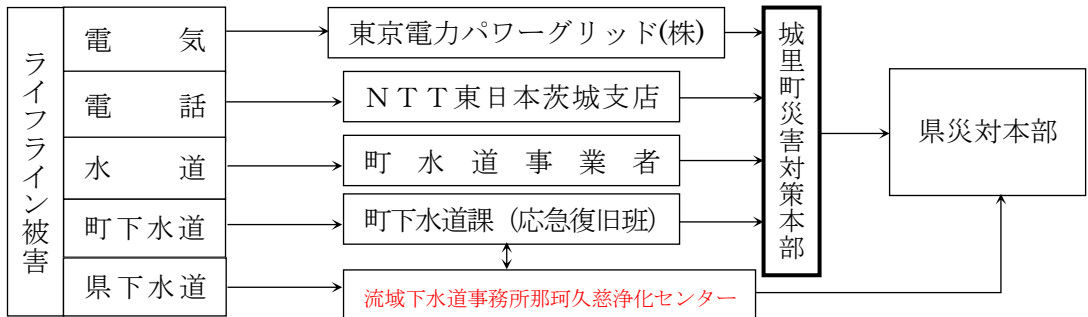 ライフライン被害
電気
東京電力パワーグリッド(株)
電話
NTT東日本茨城支店
水道
町水道事業者
町下水道
町下水道課(応急復旧班)
県下水道
流域下水道事務所那珂久慈浄化センター
城里町災害対策本部
県災対本部